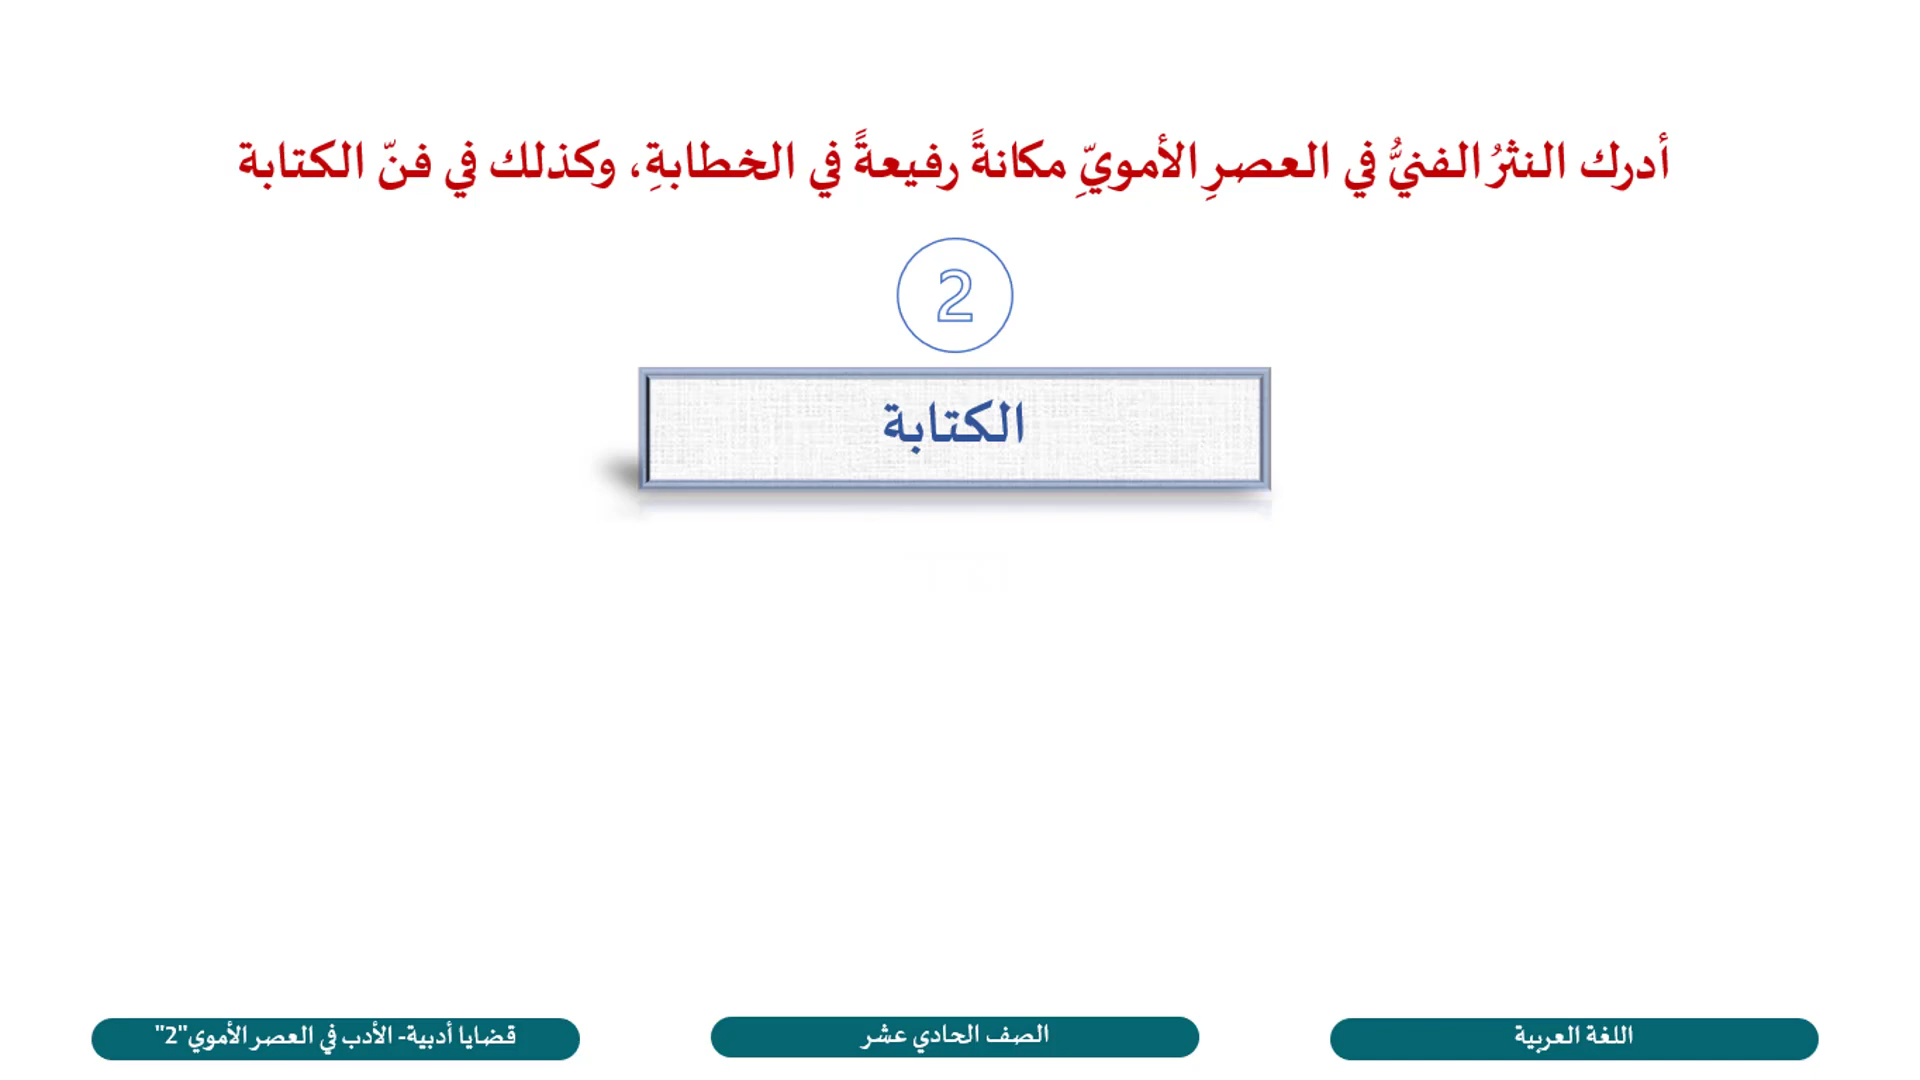 أدرك النثرُ الفنيُّ في العصرِ الأمويِّ مكانةً رفيعةً في الخطابةِ، وكذلك في فنّ الكتابة
2
الكتابة
اللغة العربية
الصف الحادي عشر
قضايا أدبية- الأدب في العصر الأموي"2"